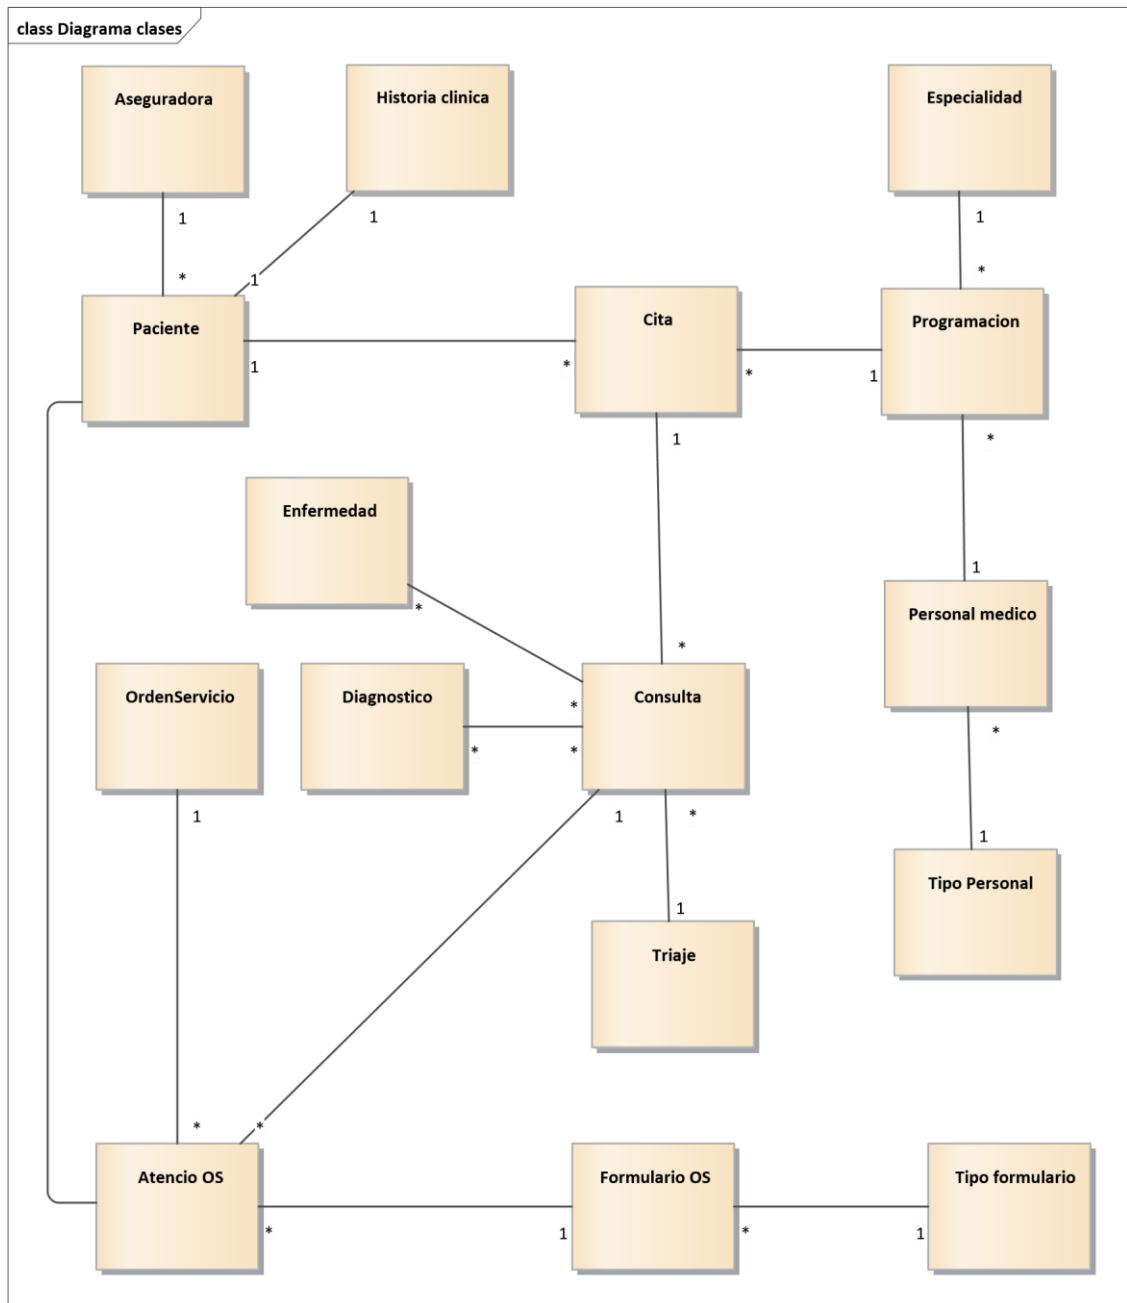 class Diagrama clases
Aseguradora
Historia clinica
Especialidad
1
1
1
*
1
*
Paciente
Cita
Programacion
1
*
*
1
1
*
Enfermedad
*
1
Personal medico
*
OrdenServicio
Diagnostico
Consulta
*
*
*
*
1
1
*
1
Tipo Personal
1
Triaje
*
*
Atencio OS
Formulario OS
Tipo formulario
*
1
*
1